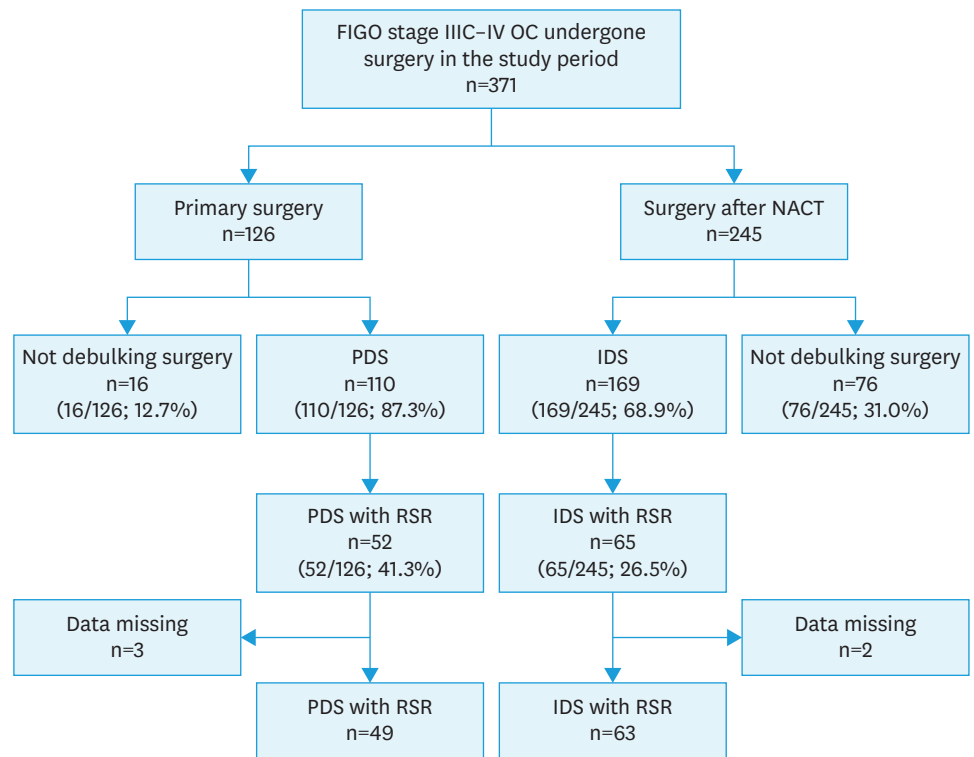 FIGO stage IIIC–IV OC undergone
surgery in the study period
n=371
Primary surgery
n=126
Surgery after NACT
n=245
Not debulking surgery
n=16
(16/126; 12.7%)
PDS
n=110
(110/126; 87.3%)
IDS
n=169
(169/245; 68.9%)
Not debulking surgery
n=76
(76/245; 31.0%)
PDS with RSR
n=52
(52/126; 41.3%)
IDS with RSR
n=65
(65/245; 26.5%)
Data missing
n=3
Data missing
n=2
PDS with RSR
n=49
IDS with RSR
n=63